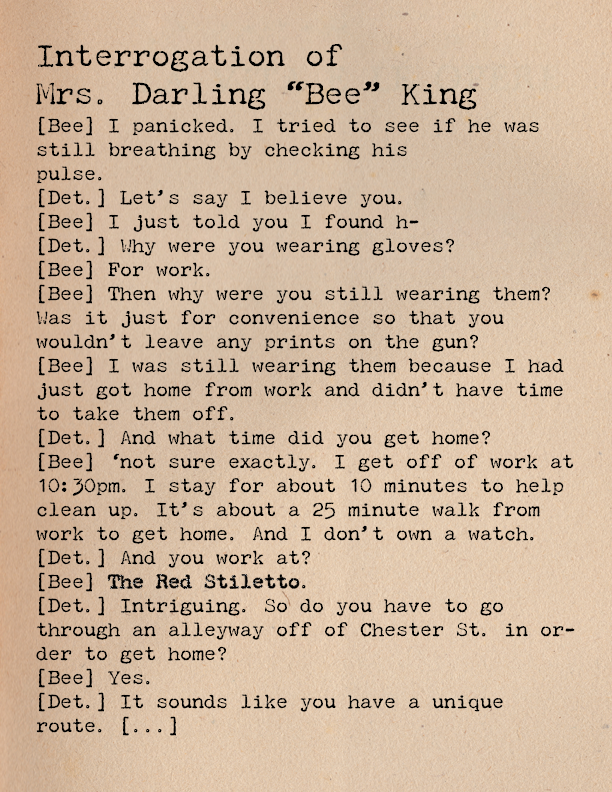 Interrogation of
Mrs. Darling “Bee” King
[Bee] I panicked. I tried to see if he was
still breathing by checking his
pulse.
[Det.] Let's say I believe you.
[Bee] I just told you I found h-
[Det.] Why were you wearing gloves?
[Bee] For work.
[Bee] Then why were you still wearing them?
Was it just for convenience so that you
wouldn't leave any prints on the gun?
[Bee] I was still wearing them because I had
just got home from work and didn't have time
to take them off.
[Det.] And what time did you get home?
[Bee] ‘not sure exactly. I get off of work at
10:30pm. I stay for about 10 minutes to help
clean up. It's about a 25 minute walk from
work to get home. And I don't own a watch.
[Det.] And you work at?
[Bee] The Red Stiletto.
[Det.] Intriguing. So do you have to go
through an alleyway off of Chester St. in or-
der to get home?
[Bee] Yes.
[Det.] It sounds like you have a unique
route. [...]